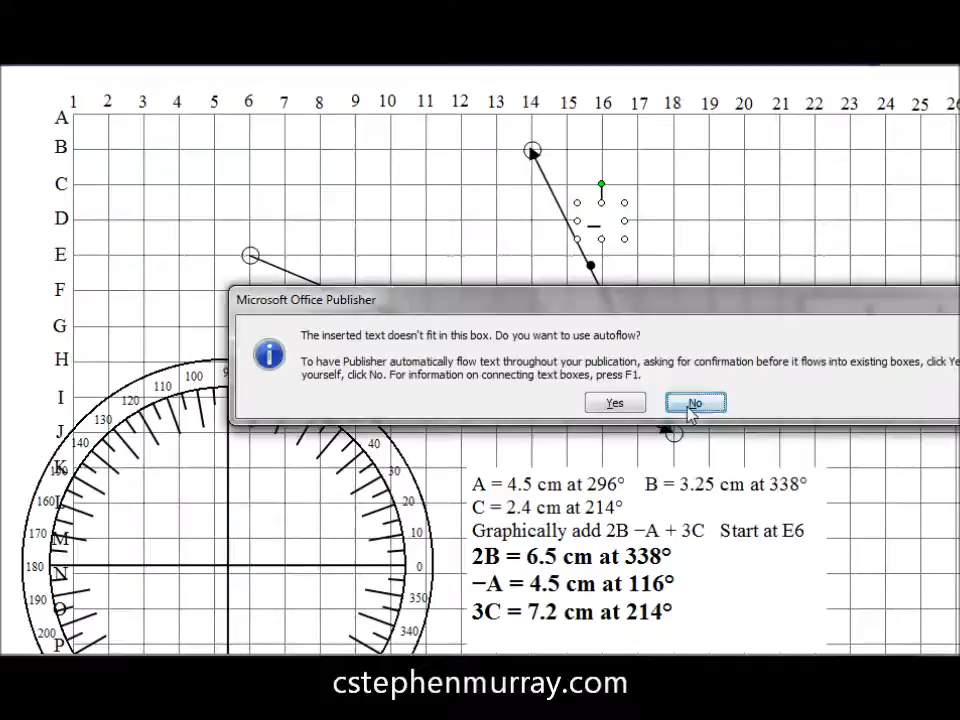 1 2 3 4 5 6 7 8 9 10 11 12 13 14 15 16 17 18 19 20 21 22 23 24 25 26
A
B
C
D
E
F
G
H
I
J
K
L
M
N
O
P
–
Microsoft Office Publisher
The inserted text doesn't fit in this box. Do you want to use autoflow?
To have Publisher automatically flow text throughout your publication, asking for confirmation before it flows into existing boxes, click Ye
yourself, click No. For information on connecting text boxes, press F1.
Yes No
110 100 9
120
130
140
160
170
180
190
200
40
30
20
10
0
350
340
A = 4.5 cm at 296° B = 3.25 cm at 338°
C = 2.4 cm at 214°
Graphically add 2B −A + 3C Start at E6
2B = 6.5 cm at 338°
−A = 4.5 cm at 116°
3C = 7.2 cm at 214°
cstephenmurray.com